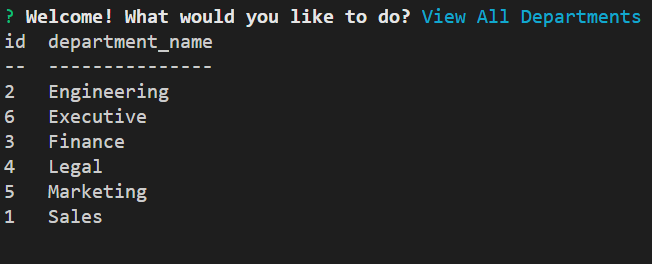 ? Welcome! What would you like to do? View All Departments
id  department_name
--  ---------------
2   Engineering
6   Executive
3   Finance
4   Legal
5   Marketing
1   Sales